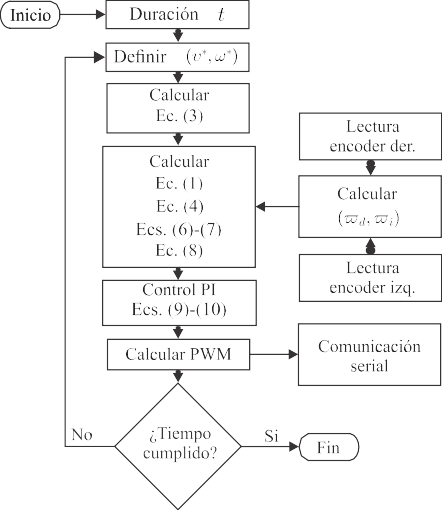 Inicio
Duración t
Definir (υ*, ω*)
Calcular
Ec. (3)
Calcular
Ec. (1)
Ec. (4)
Ecs. (6)-(7)
Ec. (8)
Lectura
encoder der.
Calcular
(ϖd, ϖi)
Lectura
encoder izq.
Control PI
Ecs. (9)-(10)
Calcular PWM
Comunicación
serial
¿Tiempo
cumplido?
No
Si
Fin